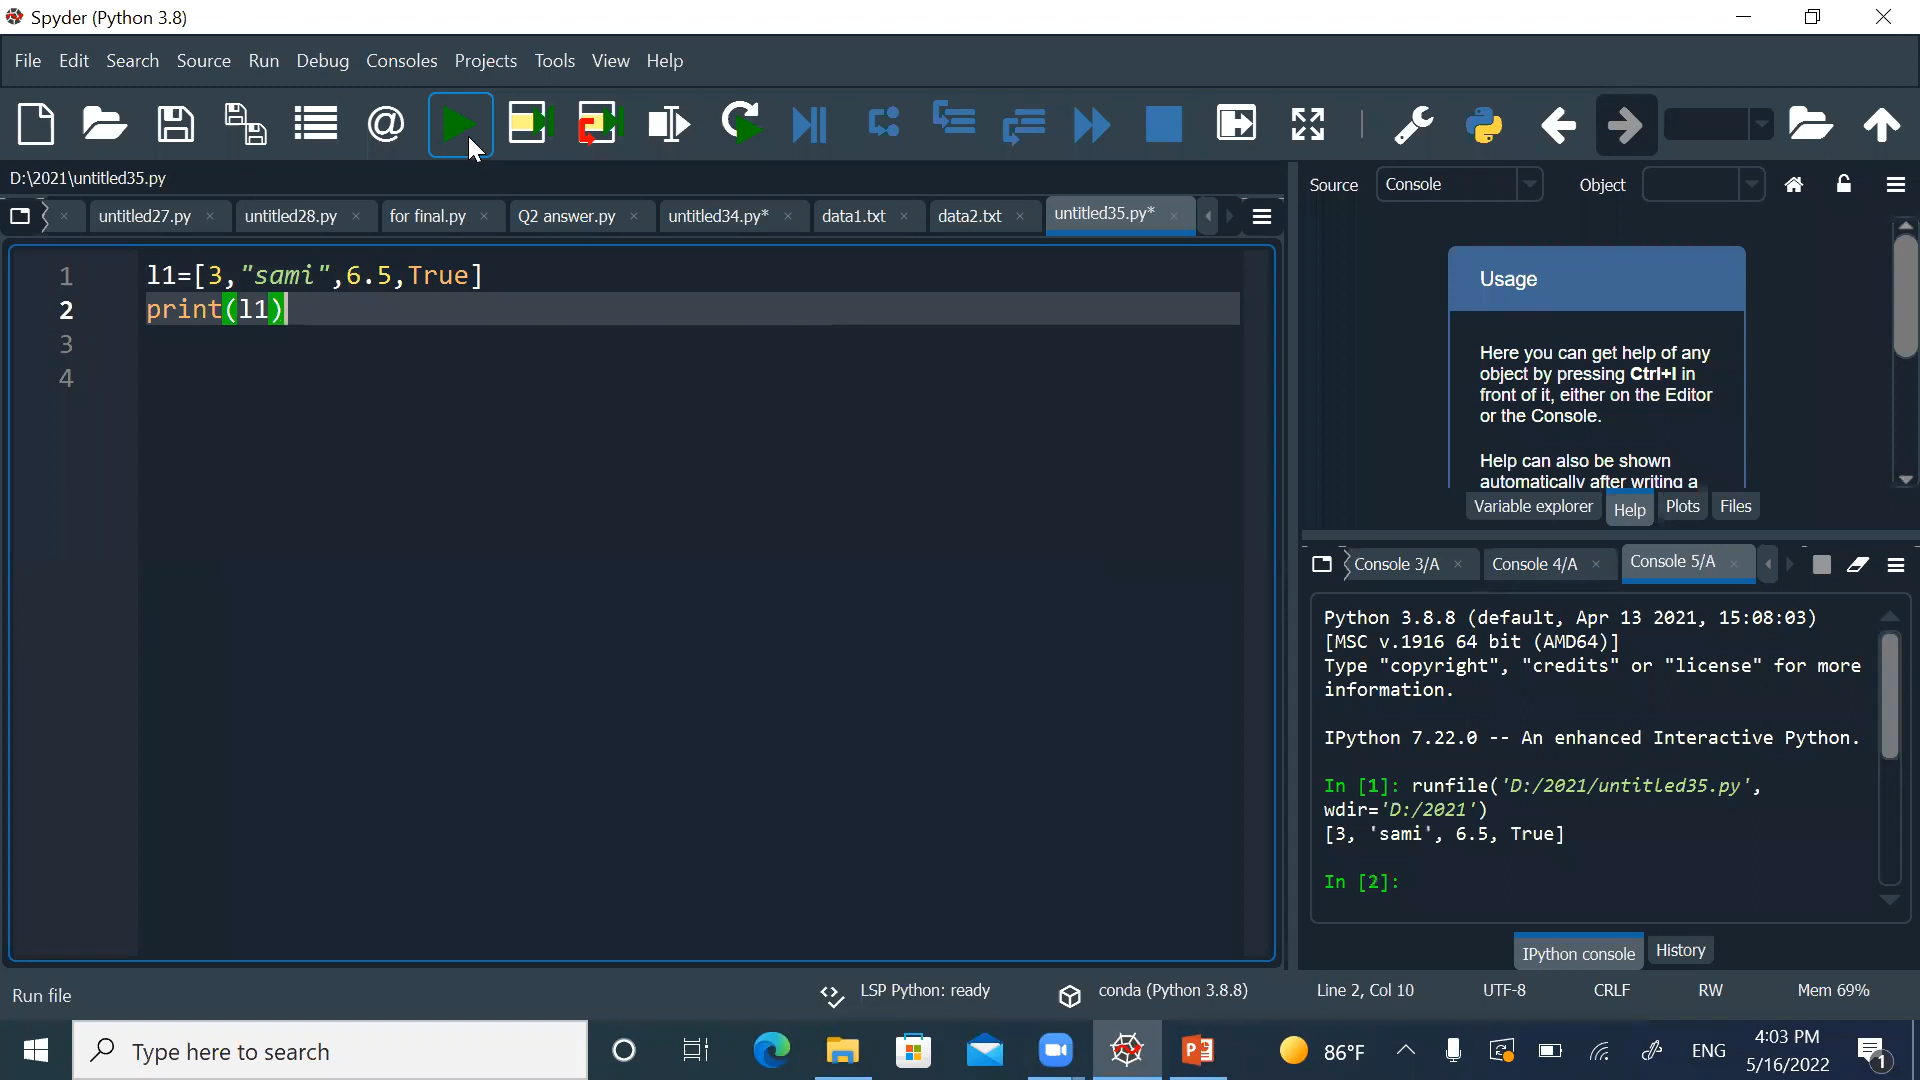 Spyder (Python 3.8)
File Edit Search Source Run Debug Consoles Projects Tools View Help
D:\2021\untitled35.py
untitled27.py untitled28.py for final.py Q2 answer.py untitled34.py* data1.txt data2.txt untitled35.py*
1 l1=[3,"sami",6.5,True]
2 print(l1)
3
4
Source Console Object
Usage
Here you can get help of any
object by pressing Ctrl+I in
front of it, either on the Editor
or the Console.
Help can also be shown
automatically after writing a
Variable explorer Help Plots Files
Console 3/A Console 4/A Console 5/A
Python 3.8.8 (default, Apr 13 2021, 15:08:03)
[MSC v.1916 64 bit (AMD64)]
Type "copyright", "credits" or "license" for more
information.
IPython 7.22.0 -- An enhanced Interactive Python.
In [1]: runfile('D:/2021/untitled35.py',
wdir='D:/2021')
[3, 'sami', 6.5, True]
In [2]:
IPython console History
Run file LSP Python: ready conda (Python 3.8.8) Line 2, Col 10 UTF-8 CRLF RW Mem 69%
Type here to search
86°F ENG 4:03 PM
5/16/2022
1